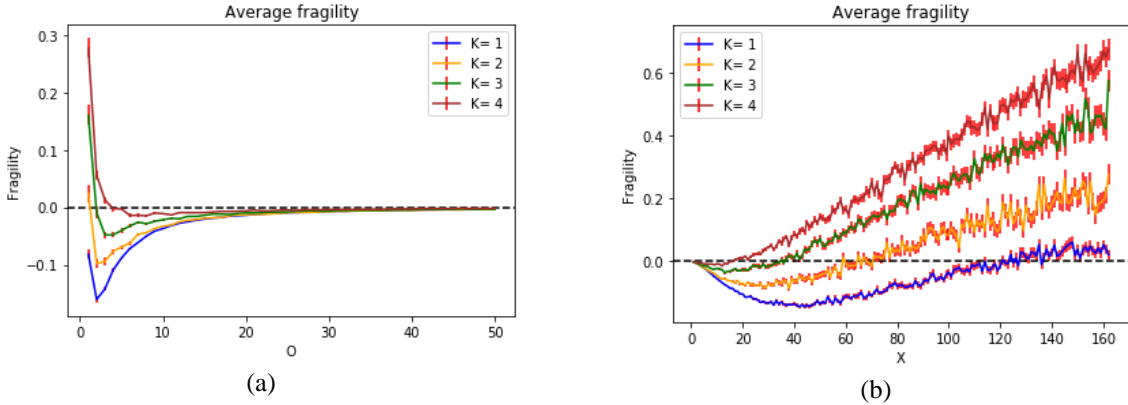 Average fragility
0.3
0.2
0.1
0.0
−0.1
Fragility
K= 1
K= 2
K= 3
K= 4
0
10
20
30
40
50
O
(a)
Average fragility
0.6
0.4
0.2
0.0
Fragility
K= 1
K= 2
K= 3
K= 4
0
20
40
60
80
100
120
140
160
X
(b)